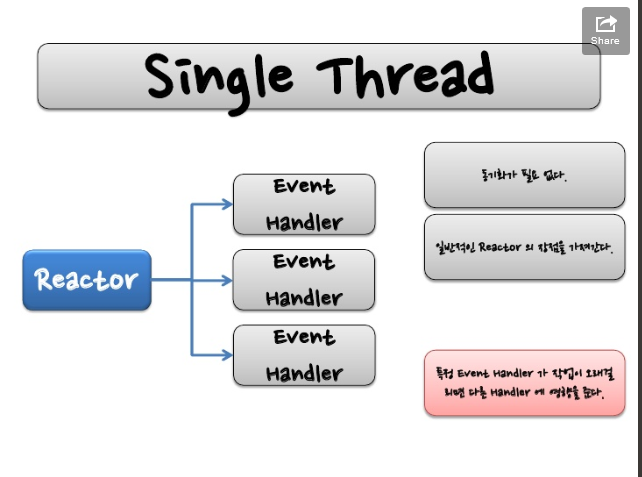 Share
Single Thread
Reactor
Event
Handler
Event
Handler
Event
Handler
동기화가 필요 없다.
일반적인 Reactor 의 장점을 가져간다.
특정 Event Handler 가 작업이 오래걸
리면 다른 Handler 에 영향을 준다.